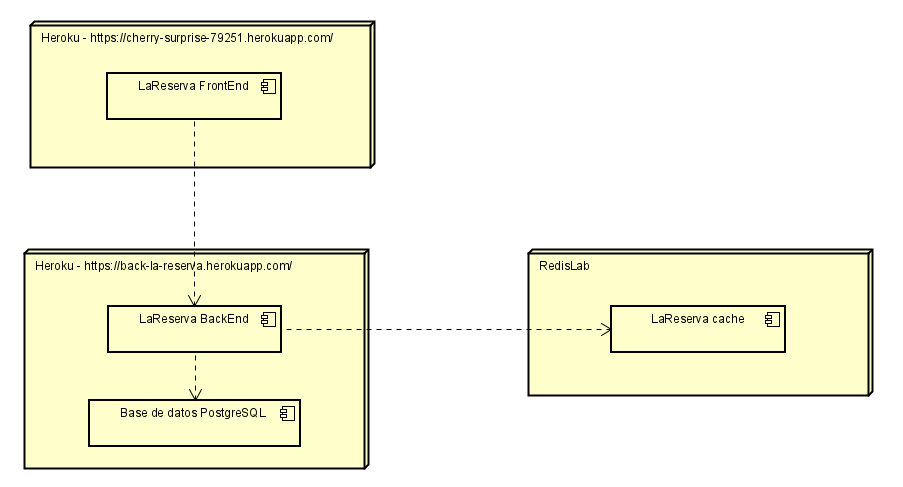 Heroku - https://cherry-surprise-79251.herokuapp.com/
LaReserva FrontEnd
Heroku - https://back-la-reserva.herokuapp.com/
LaReserva BackEnd
Base de datos PostgreSQL
RedisLab
LaReserva cache